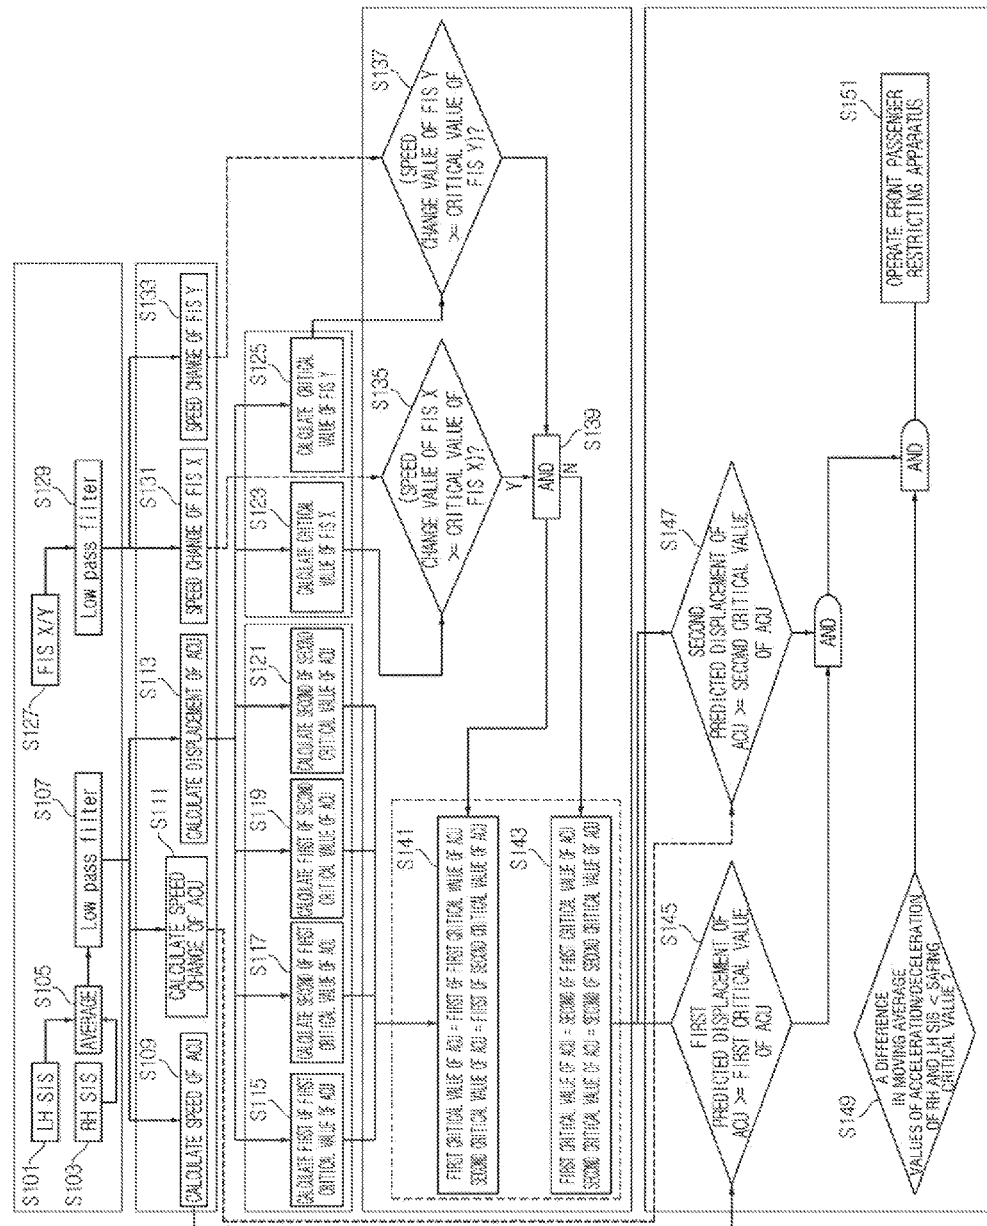 S101
LH SIS
S103
RH SIS
S105
AVERAGE
S107
Low pass filter
S127
FIS X/Y
S129
Low pass filter
S109
CALCULATE SPEED OF ACU
S111
CALCULATE SPEED
CHANGE OF ACU
S113
CALCULATE DISPLACEMENT OF ACU
S131
SPEED CHANGE OF FIS X
S133
SPEED CHANGE OF FIS Y
S115
CALCULATE FIRST OF FIRST
CRITICAL VALUE OF ACU
S117
CALCULATE SECOND OF FIRST
CRITICAL VALUE OF ACU
S119
CALCULATE FIRST OF SECOND
CRITICAL VALUE OF ACU
S121
CALCULATE SECOND OF SECOND
CRITICAL VALUE OF ACU
S123
CALCULATE CRITICAL
VALUE OF FIS X
S125
CALCULATE CRITICAL
VALUE OF FIS Y
S135
(SPEED
CHANGE VALUE OF FIS X
>= CRITICAL VALUE OF
FIS X)?
S137
(SPEED
CHANGE VALUE OF FIS Y
>= CRITICAL VALUE OF
FIS Y)?
Y
AND
S139
N
S141
FIRST CRITICAL VALUE OF ACU = FIRST OF FIRST CRITICAL VALUE OF ACU
SECOND CRITICAL VALUE OF ACU = FIRST OF SECOND CRITICAL VALUE OF ACU
S143
FIRST CRITICAL VALUE OF ACU = SECOND OF FIRST CRITICAL VALUE OF ACU
SECOND CRITICAL VALUE OF ACU = SECOND OF SECOND CRITICAL VALUE OF ACU
S145
FIRST
PREDICTED DISPLACEMENT OF
ACU >= FIRST CRITICAL VALUE
OF ACU
S147
SECOND
PREDICTED DISPLACEMENT OF
ACU >= SECOND CRITICAL VALUE
OF ACU
AND
S149
A DIFFERENCE
IN MOVING AVERAGE
VALUES OF ACCELERATION/DECELERATION
OF RH AND LH SIS < SAFING
CRITICAL VALUE ?
AND
S151
OPERATE FRONT PASSENGER
RESTRICTING APPARATUS